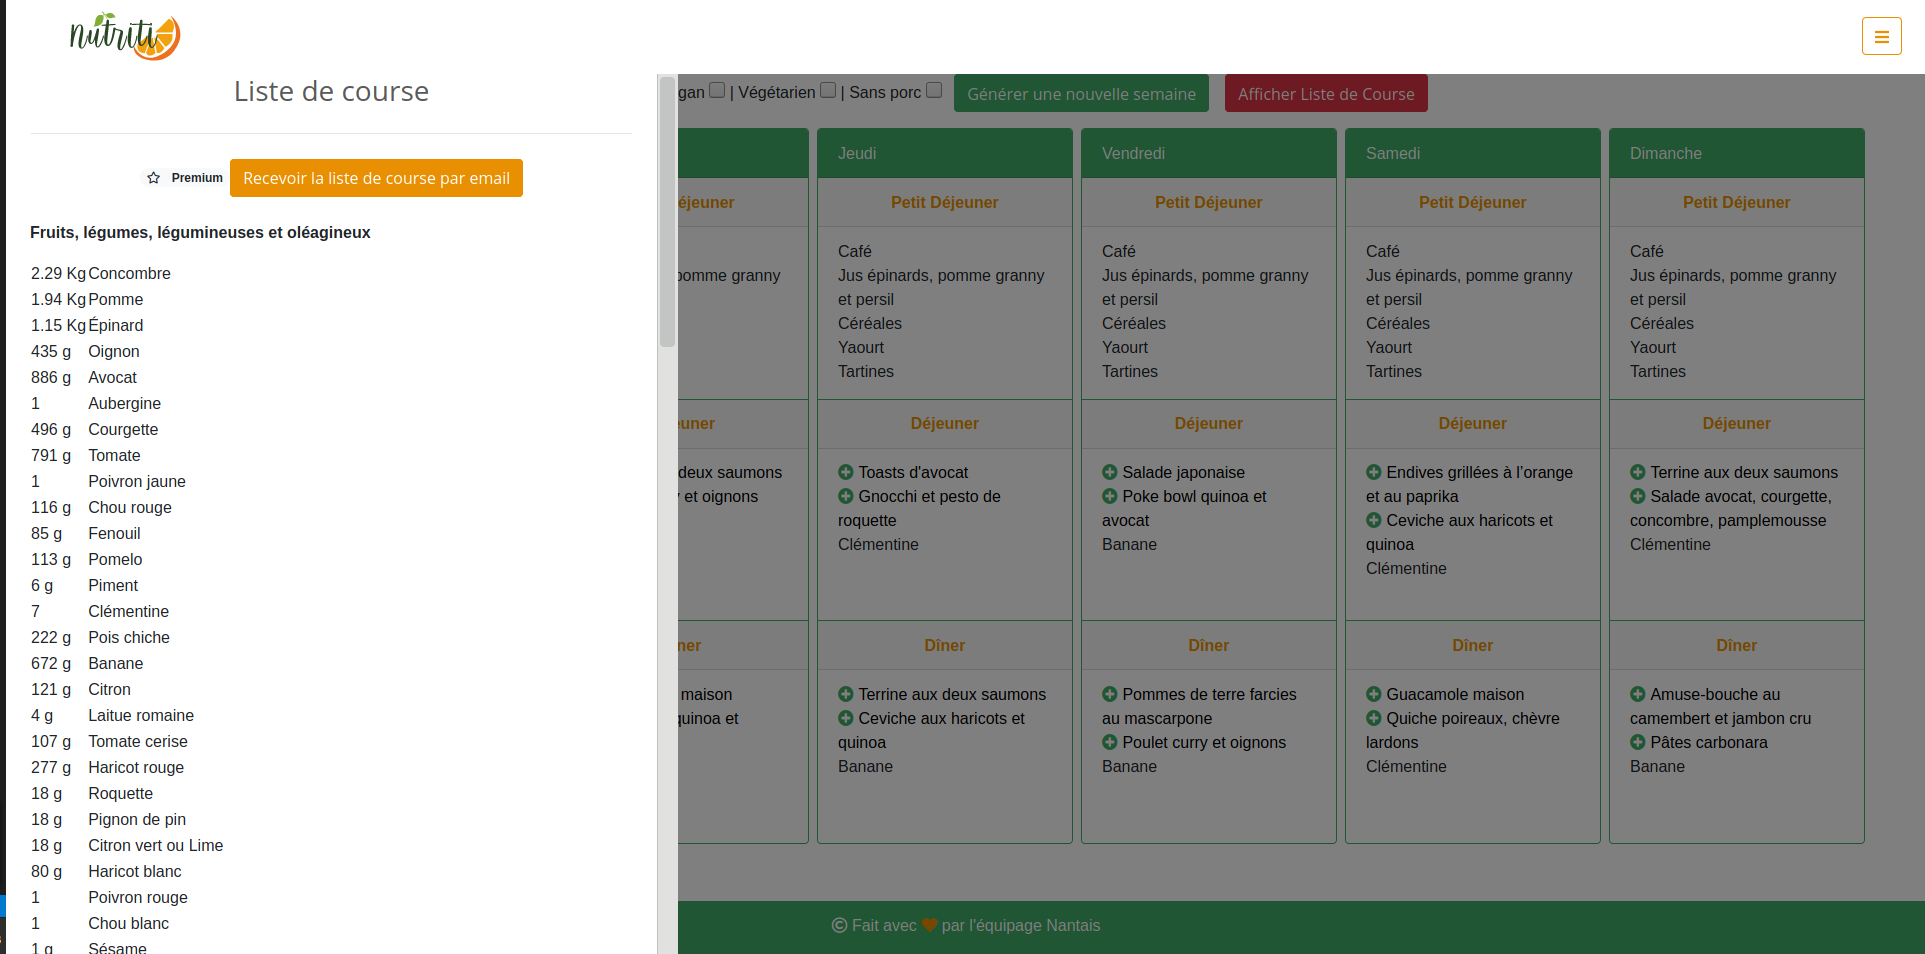 nutriti
Liste de course
Premium Recevoir la liste de course par email
Fruits, légumes, légumineuses et oléagineux
2.29 Kg Concombre
1.94 Kg Pomme
1.15 Kg Épinard
435 g Oignon
886 g Avocat
1 Aubergine
496 g Courgette
791 g Tomate
1 Poivron jaune
116 g Chou rouge
85 g Fenouil
113 g Pomelo
6 g Piment
7 Clémentine
222 g Pois chiche
672 g Banane
121 g Citron
4 g Laitue romaine
107 g Tomate cerise
277 g Haricot rouge
18 g Roquette
18 g Pignon de pin
18 g Citron vert ou Lime
80 g Haricot blanc
1 Poivron rouge
1 Chou blanc
1 g Sésame
gan | Végétarien | Sans porc Générer une nouvelle semaine Afficher Liste de Course
éjeuner
pomme granny
euner
deux saumons
y et oignons
ner
maison
quinoa et
Jeudi
Petit Déjeuner
Café
Jus épinards, pomme granny
et persil
Céréales
Yaourt
Tartines
Déjeuner
Toasts d'avocat
Gnocchi et pesto de
roquette
Clémentine
Dîner
Terrine aux deux saumons
Ceviche aux haricots et
quinoa
Banane
Vendredi
Petit Déjeuner
Café
Jus épinards, pomme granny
et persil
Céréales
Yaourt
Tartines
Déjeuner
Salade japonaise
Poke bowl quinoa et
avocat
Banane
Dîner
Pommes de terre farcies
au mascarpone
Poulet curry et oignons
Banane
Samedi
Petit Déjeuner
Café
Jus épinards, pomme granny
et persil
Céréales
Yaourt
Tartines
Déjeuner
Endives grillées à l’orange
et au paprika
Ceviche aux haricots et
quinoa
Clémentine
Dîner
Guacamole maison
Quiche poireaux, chèvre
lardons
Clémentine
Dimanche
Petit Déjeuner
Café
Jus épinards, pomme granny
et persil
Céréales
Yaourt
Tartines
Déjeuner
Terrine aux deux saumons
Salade avocat, courgette,
concombre, pamplemousse
Clémentine
Dîner
Amuse-bouche au
camembert et jambon cru
Pâtes carbonara
Banane
© Fait avec 🧡 par l'équipage Nantais